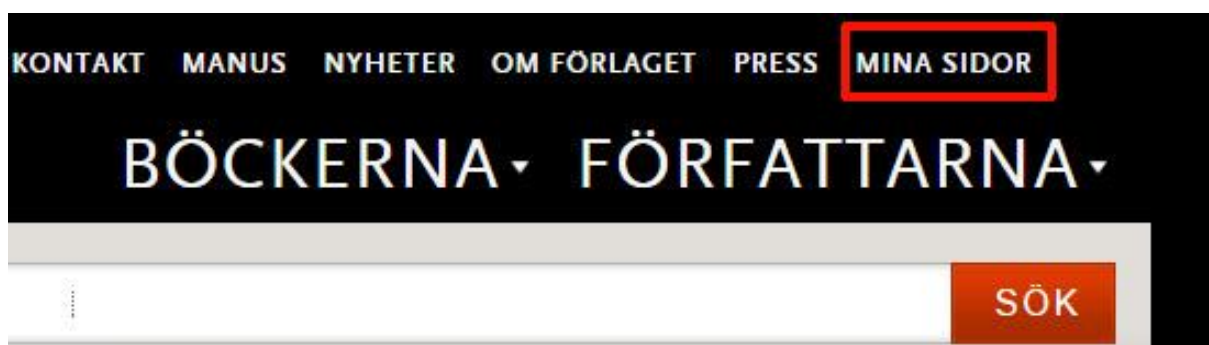 KONTAKT MANUS NYHETER OM FÖRLAGET PRESS MINA SIDOR
BÖCKERNA FÖRFATTARNA
SÖK